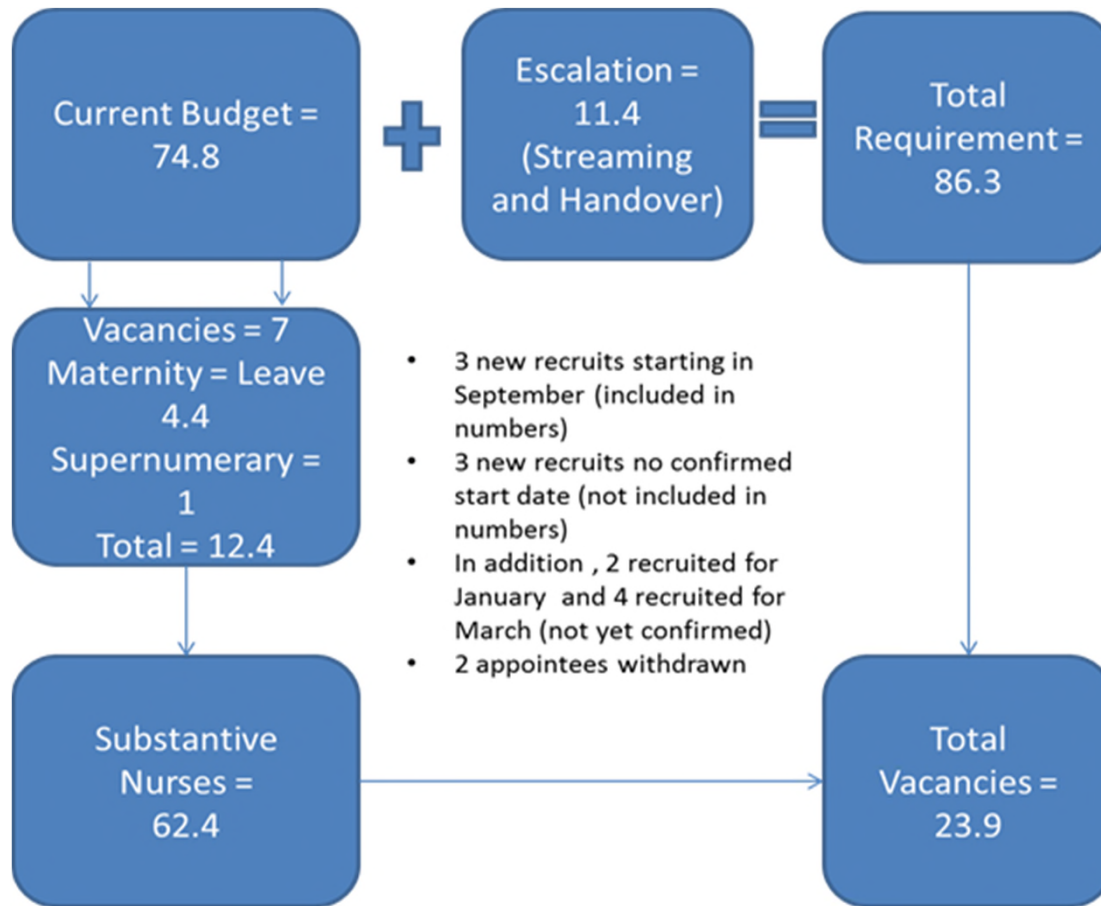 Current Budget =
74.8
Escalation =
11.4
(Streaming
and Handover)
Total
Requirement =
86.3
Vacancies = 7
Maternity = Leave
4.4
Supernumerary =
1
Total = 12.4
• 3 new recruits starting in
September (included in
numbers)
• 3 new recruits no confirmed
start date (not included in
numbers)
• In addition , 2 recruited for
January  and 4 recruited for
March (not yet confirmed)
• 2 appointees withdrawn
Substantive
Nurses =
62.4
Total
Vacancies =
23.9